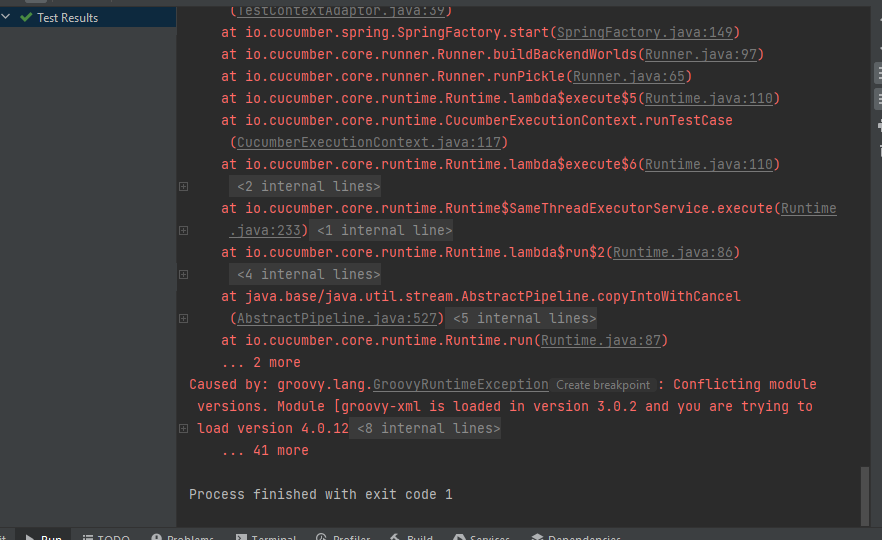 Test Results
(TestContextAdaptor.java:39)
at io.cucumber.spring.SpringFactory.start(SpringFactory.java:149)
at io.cucumber.core.runner.Runner.buildBackendWorlds(Runner.java:97)
at io.cucumber.core.runner.Runner.runPickle(Runner.java:65)
at io.cucumber.core.runtime.Runtime.lambda$execute$5(Runtime.java:110)
at io.cucumber.core.runtime.CucumberExecutionContext.runTestCase
(CucumberExecutionContext.java:117)
at io.cucumber.core.runtime.Runtime.lambda$execute$6(Runtime.java:110)
<2 internal lines>
at io.cucumber.core.runtime.Runtime$SameThreadExecutorService.execute(Runtime
.java:233) <1 internal line>
at io.cucumber.core.runtime.Runtime.lambda$run$2(Runtime.java:86)
<4 internal lines>
at java.base/java.util.stream.AbstractPipeline.copyIntoWithCancel
(AbstractPipeline.java:527) <5 internal lines>
at io.cucumber.core.runtime.Runtime.run(Runtime.java:87)
... 2 more
Caused by: groovy.lang.GroovyRuntimeException Create breakpoint : Conflicting module
versions. Module [groovy-xml is loaded in version 3.0.2 and you are trying to
load version 4.0.12 <8 internal lines>
... 41 more
Process finished with exit code 1
Run TODO Problems Terminal Profiler Build Services Dependencies